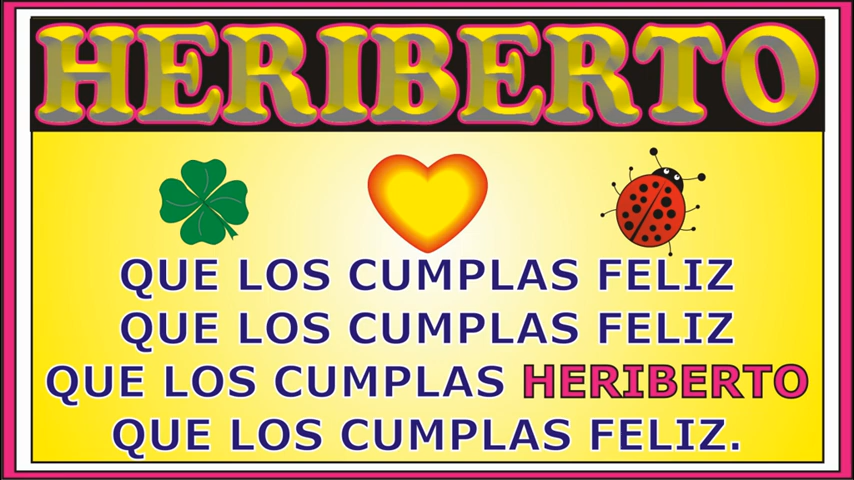 HERIBERTO
QUE LOS CUMPLAS FELIZ
QUE LOS CUMPLAS FELIZ
QUE LOS CUMPLAS HERIBERTO
QUE LOS CUMPLAS FELIZ.